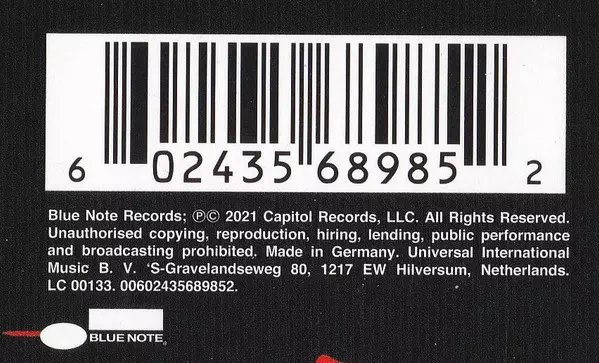 6 02435 68985 2
Blue Note Records; ℗© 2021 Capitol Records, LLC. All Rights Reserved.
Unauthorised copying, reproduction, hiring, lending, public performance
and broadcasting prohibited. Made in Germany. Universal International
Music B. V. 'S-Gravelandseweg 80, 1217 EW Hilversum, Netherlands.
LC 00133. 00602435689852.
BLUE NOTE